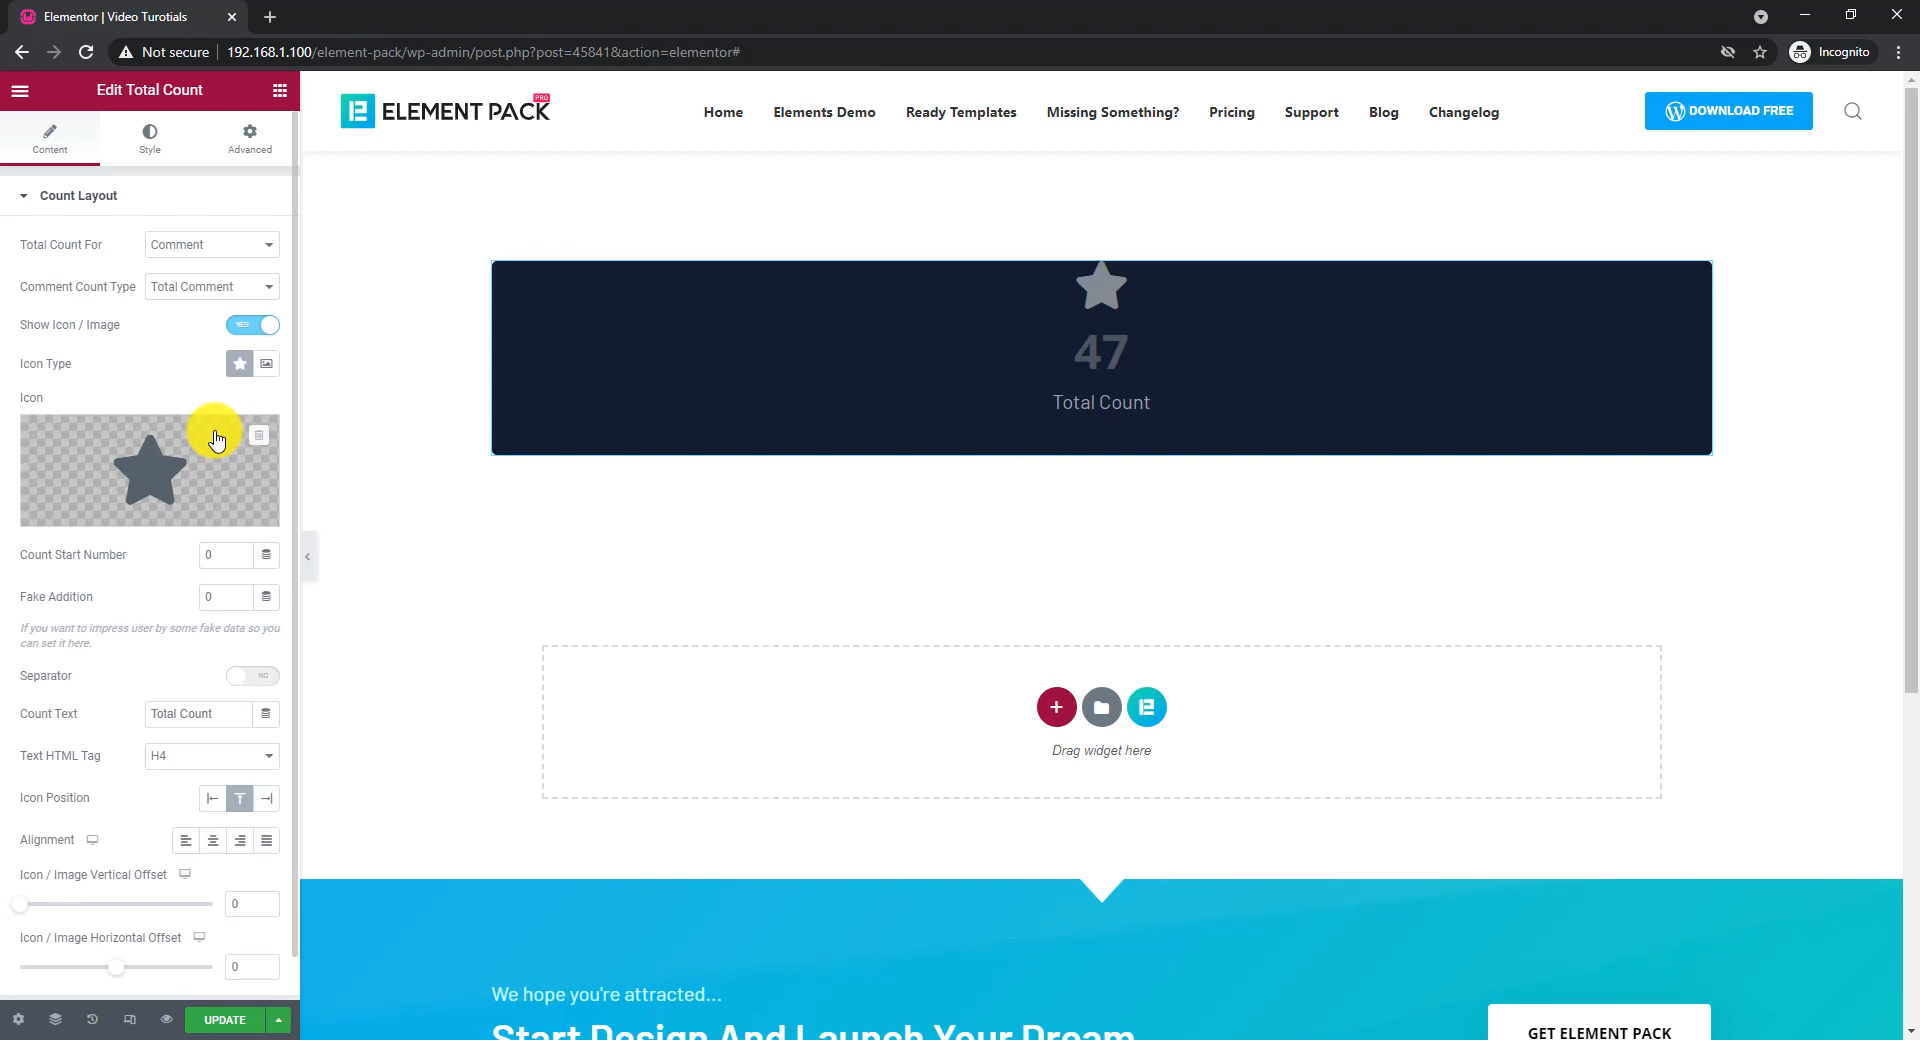 Elementor | Video Turotials
Not secure
192.168.1.100/element-pack/wp-admin/post.php?post=45841&action=elementor#
Incognito
Edit Total Count
Content
Style
Advanced
ELEMENT PACK
PRO
Home
Elements Demo
Ready Templates
Missing Something?
Pricing
Support
Blog
Changelog
DOWNLOAD FREE
Count Layout
Total Count For
Comment
Comment Count Type
Total Comment
Show Icon / Image
YES
Icon Type
Icon
Count Start Number
0
Fake Addition
0
If you want to impress user by some fake data so you
can set it here.
Separator
NO
Count Text
Total Count
Text HTML Tag
H4
Icon Position
Alignment
Icon / Image Vertical Offset
0
Icon / Image Horizontal Offset
0
UPDATE
47
Total Count
Drag widget here
We hope you're attracted...
Start Design And Launch Your Dream
GET ELEMENT PACK